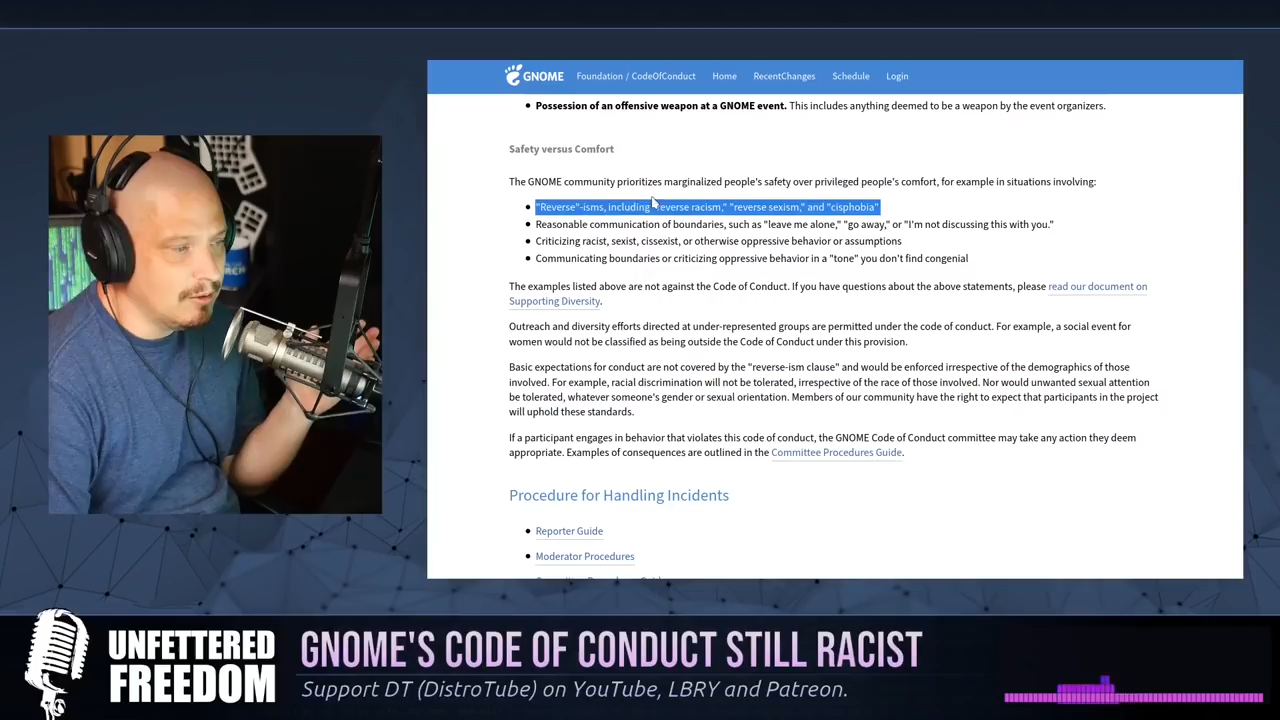 GNOME Foundation / CodeOfConduct Home RecentChanges Schedule Login
Possession of an offensive weapon at a GNOME event. This includes anything deemed to be a weapon by the event organizers.
Safety versus Comfort
The GNOME community prioritizes marginalized people's safety over privileged people's comfort, for example in situations involving:
"Reverse"-isms, including "reverse racism," "reverse sexism," and "cisphobia"
Reasonable communication of boundaries, such as "leave me alone," "go away," or "I'm not discussing this with you."
Criticizing racist, sexist, cissexist, or otherwise oppressive behavior or assumptions
Communicating boundaries or criticizing oppressive behavior in a "tone" you don't find congenial
The examples listed above are not against the Code of Conduct. If you have questions about the above statements, please read our document on
Supporting Diversity.
Outreach and diversity efforts directed at under-represented groups are permitted under the code of conduct. For example, a social event for
women would not be classified as being outside the Code of Conduct under this provision.
Basic expectations for conduct are not covered by the "reverse-ism clause" and would be enforced irrespective of the demographics of those
involved. For example, racial discrimination will not be tolerated, irrespective of the race of those involved. Nor would unwanted sexual attention
be tolerated, whatever someone's gender or sexual orientation. Members of our community have the right to expect that participants in the project
will uphold these standards.
If a participant engages in behavior that violates this code of conduct, the GNOME Code of Conduct committee may take any action they deem
appropriate. Examples of consequences are outlined in the Committee Procedures Guide.
Procedure for Handling Incidents
Reporter Guide
Moderator Procedures
UNFETTERED
FREEDOM
GNOME'S CODE OF CONDUCT STILL RACIST
Support DT (DistroTube) on YouTube, LBRY and Patreon.